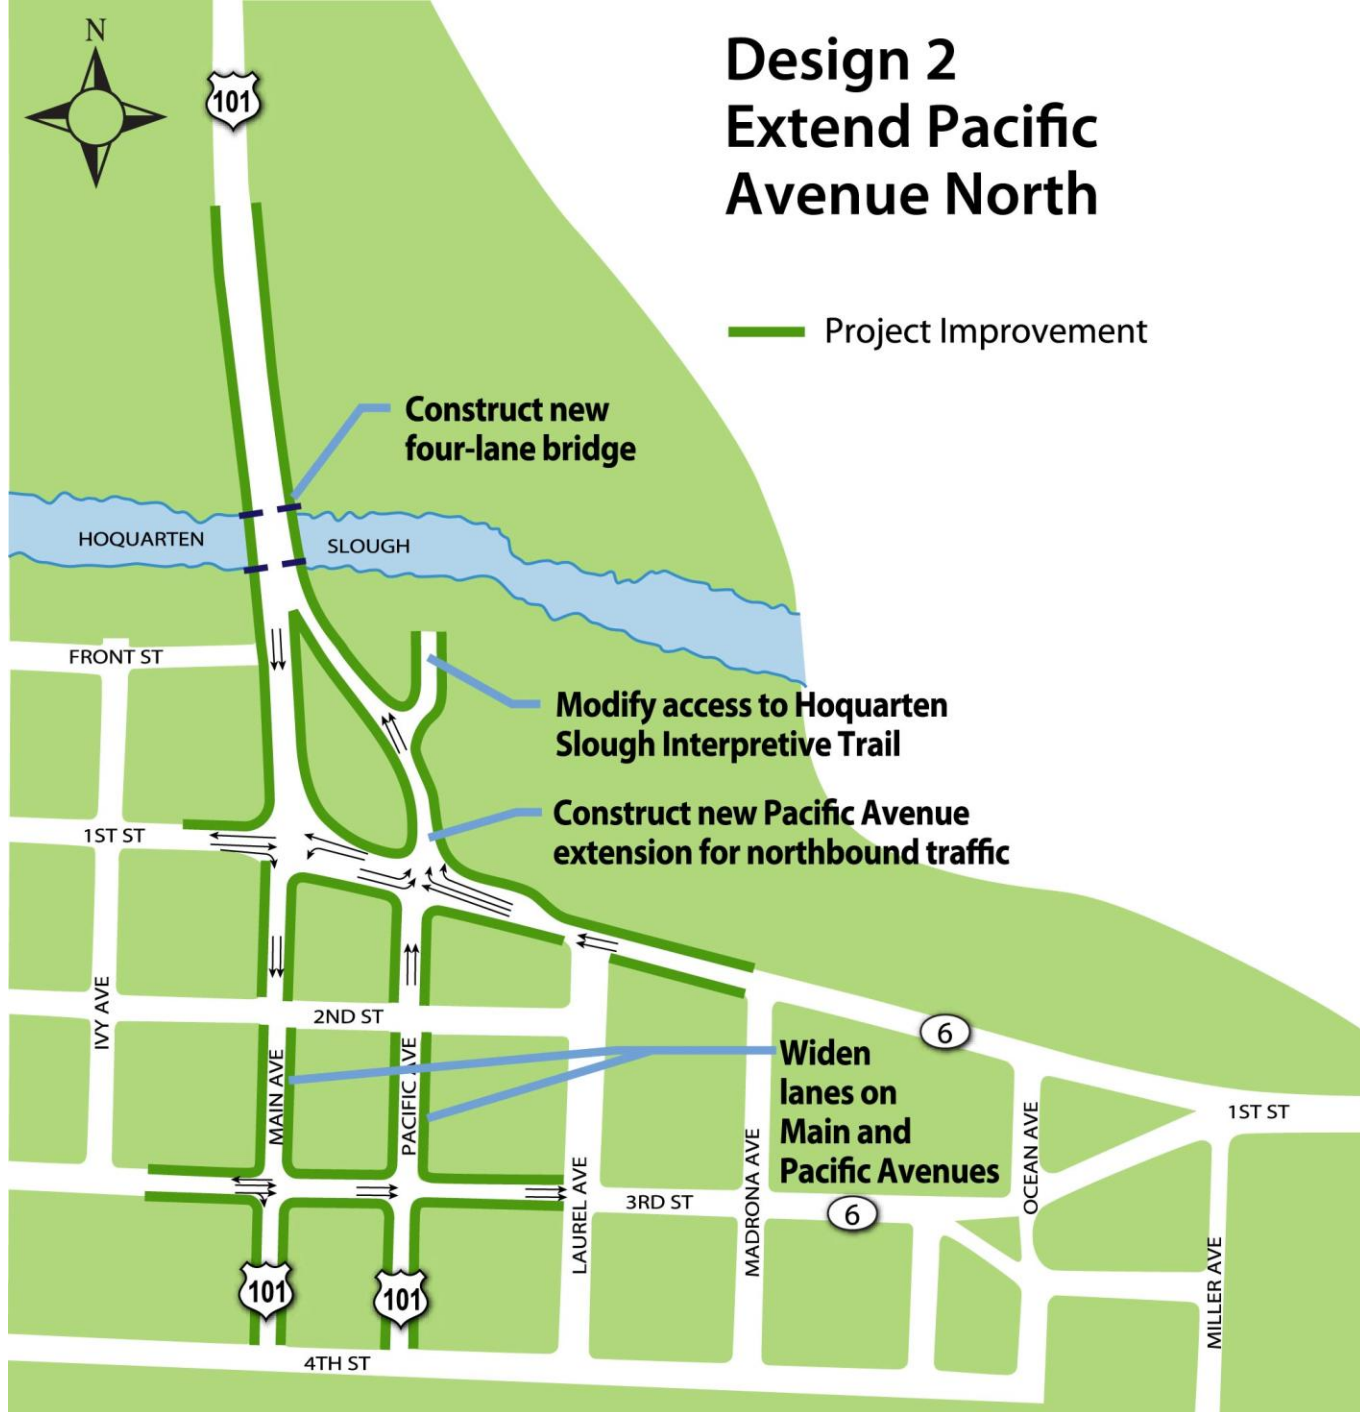 N
101
Design 2
Extend Pacific
Avenue North
Project Improvement
Construct new
four-lane bridge
HOQUARTEN
SLOUGH
FRONT ST
Modify access to Hoquarten
Slough Interpretive Trail
Construct new Pacific Avenue
extension for northbound traffic
1ST ST
IVY AVE
2ND ST
MAIN AVE
PACIFIC AVE
6
Widen
lanes on
Main and
Pacific Avenues
1ST ST
OCEAN AVE
LAUREL AVE
3RD ST
MADRONA AVE
6
MILLER AVE
101
101
4TH ST